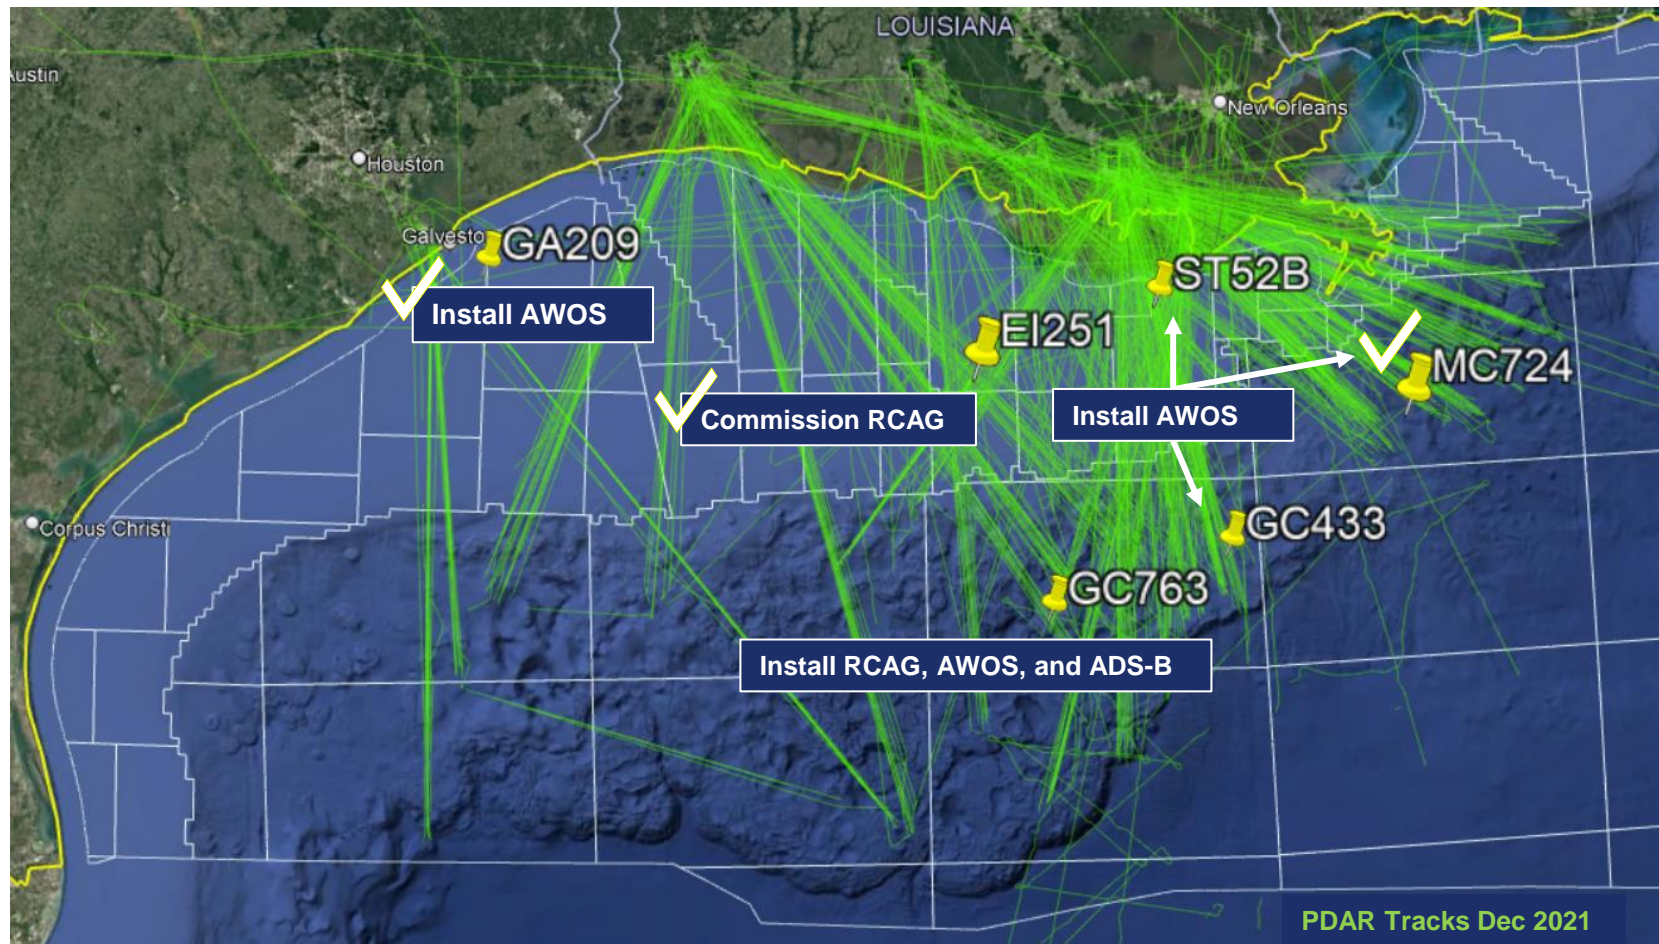 LOUISIANA
Austin
New Orleans
Houston
Galvesto
GA209
ST52B
Install AWOS
EI251
MC724
Commission RCAG
Install AWOS
Corpus Christi
GC433
GC763
Install RCAG, AWOS, and ADS-B
PDAR Tracks Dec 2021